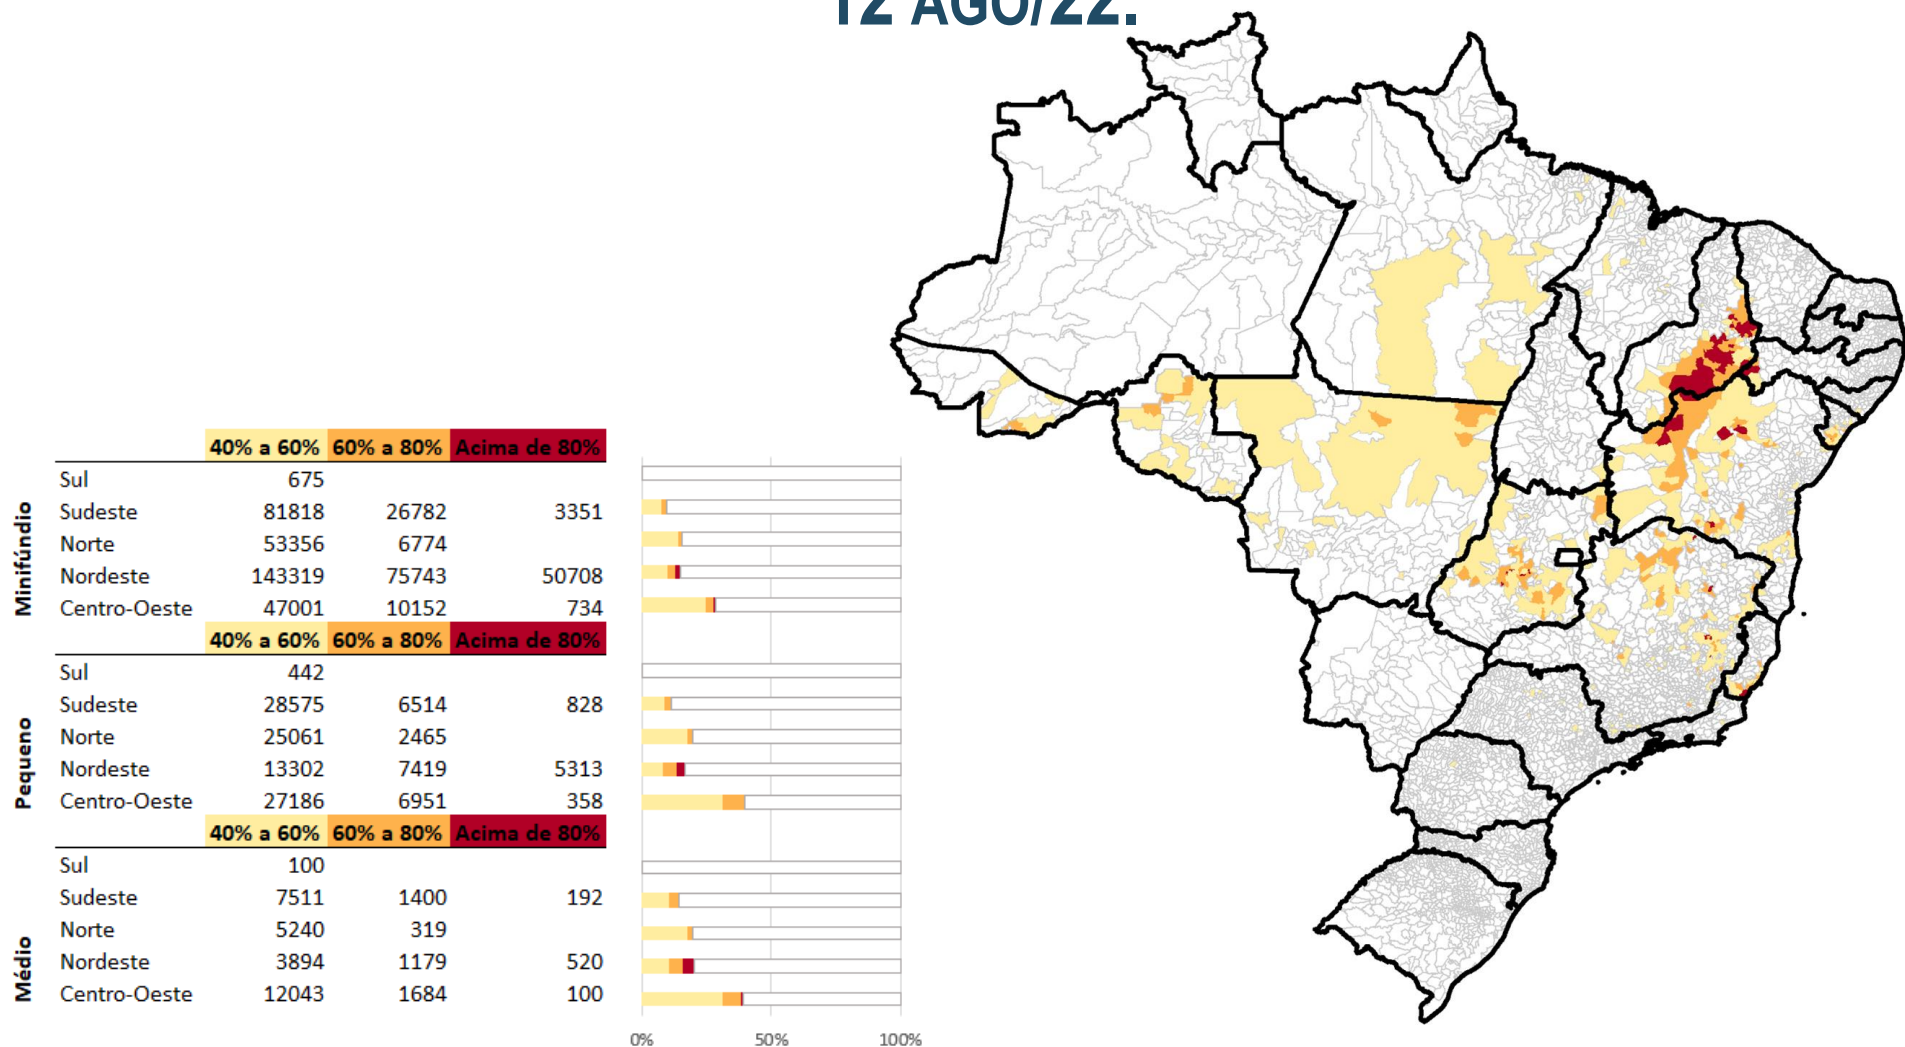 12 AGO/22.
40% a 60% 60% a 80% Acima de 80%
Minifúndio
Sul 675
Sudeste 81818 26782 3351
Norte 53356 6774
Nordeste 143319 75743 50708
Centro-Oeste 47001 10152 734
40% a 60% 60% a 80% Acima de 80%
Pequeno
Sul 442
Sudeste 28575 6514 828
Norte 25061 2465
Nordeste 13302 7419 5313
Centro-Oeste 27186 6951 358
40% a 60% 60% a 80% Acima de 80%
Médio
Sul 100
Sudeste 7511 1400 192
Norte 5240 319
Nordeste 3894 1179 520
Centro-Oeste 12043 1684 100
0% 50% 100%